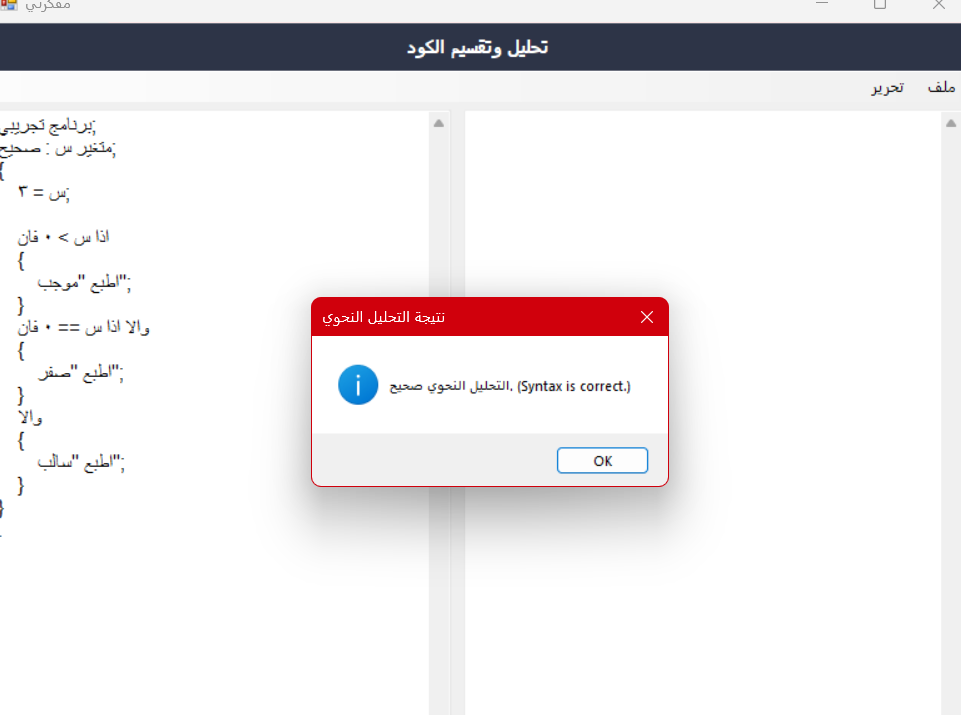 مفكرتي
تحليل وتقسيم الكود
ملف تحرير
برنامج تجريبي;
متغير س : صحيح;
{
س = ٣;
اذا س > ٠ فان
{
اطبع "موجب";
}
والا اذا س == ٠ فان
{
اطبع "صفر";
}
والا
{
اطبع "سالب";
}
}
.
نتيجة التحليل النحوي
التحليل النحوي صحيح. (Syntax is correct.)
OK